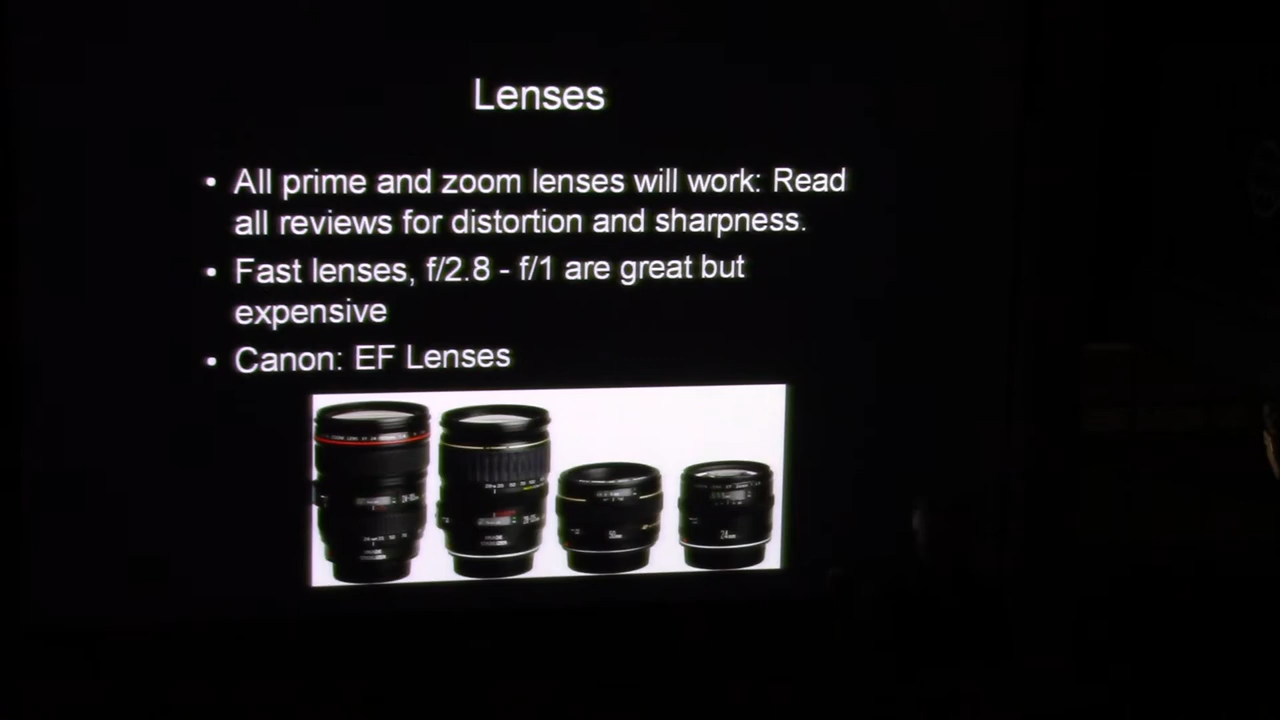 Lenses
• All prime and zoom lenses will work: Read
all reviews for distortion and sharpness.
• Fast lenses, f/2.8 - f/1 are great but
expensive
• Canon: EF Lenses